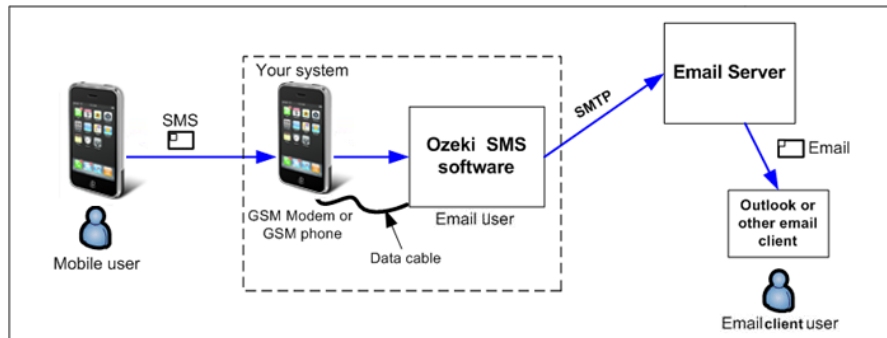 Your system
SMS
Ozeki SMS
software
GSM Modem or
GSM phone
Email User
Data cable
Mobile user
SMTP
Email Server
Email
Outlook or
other email
client
Email client user